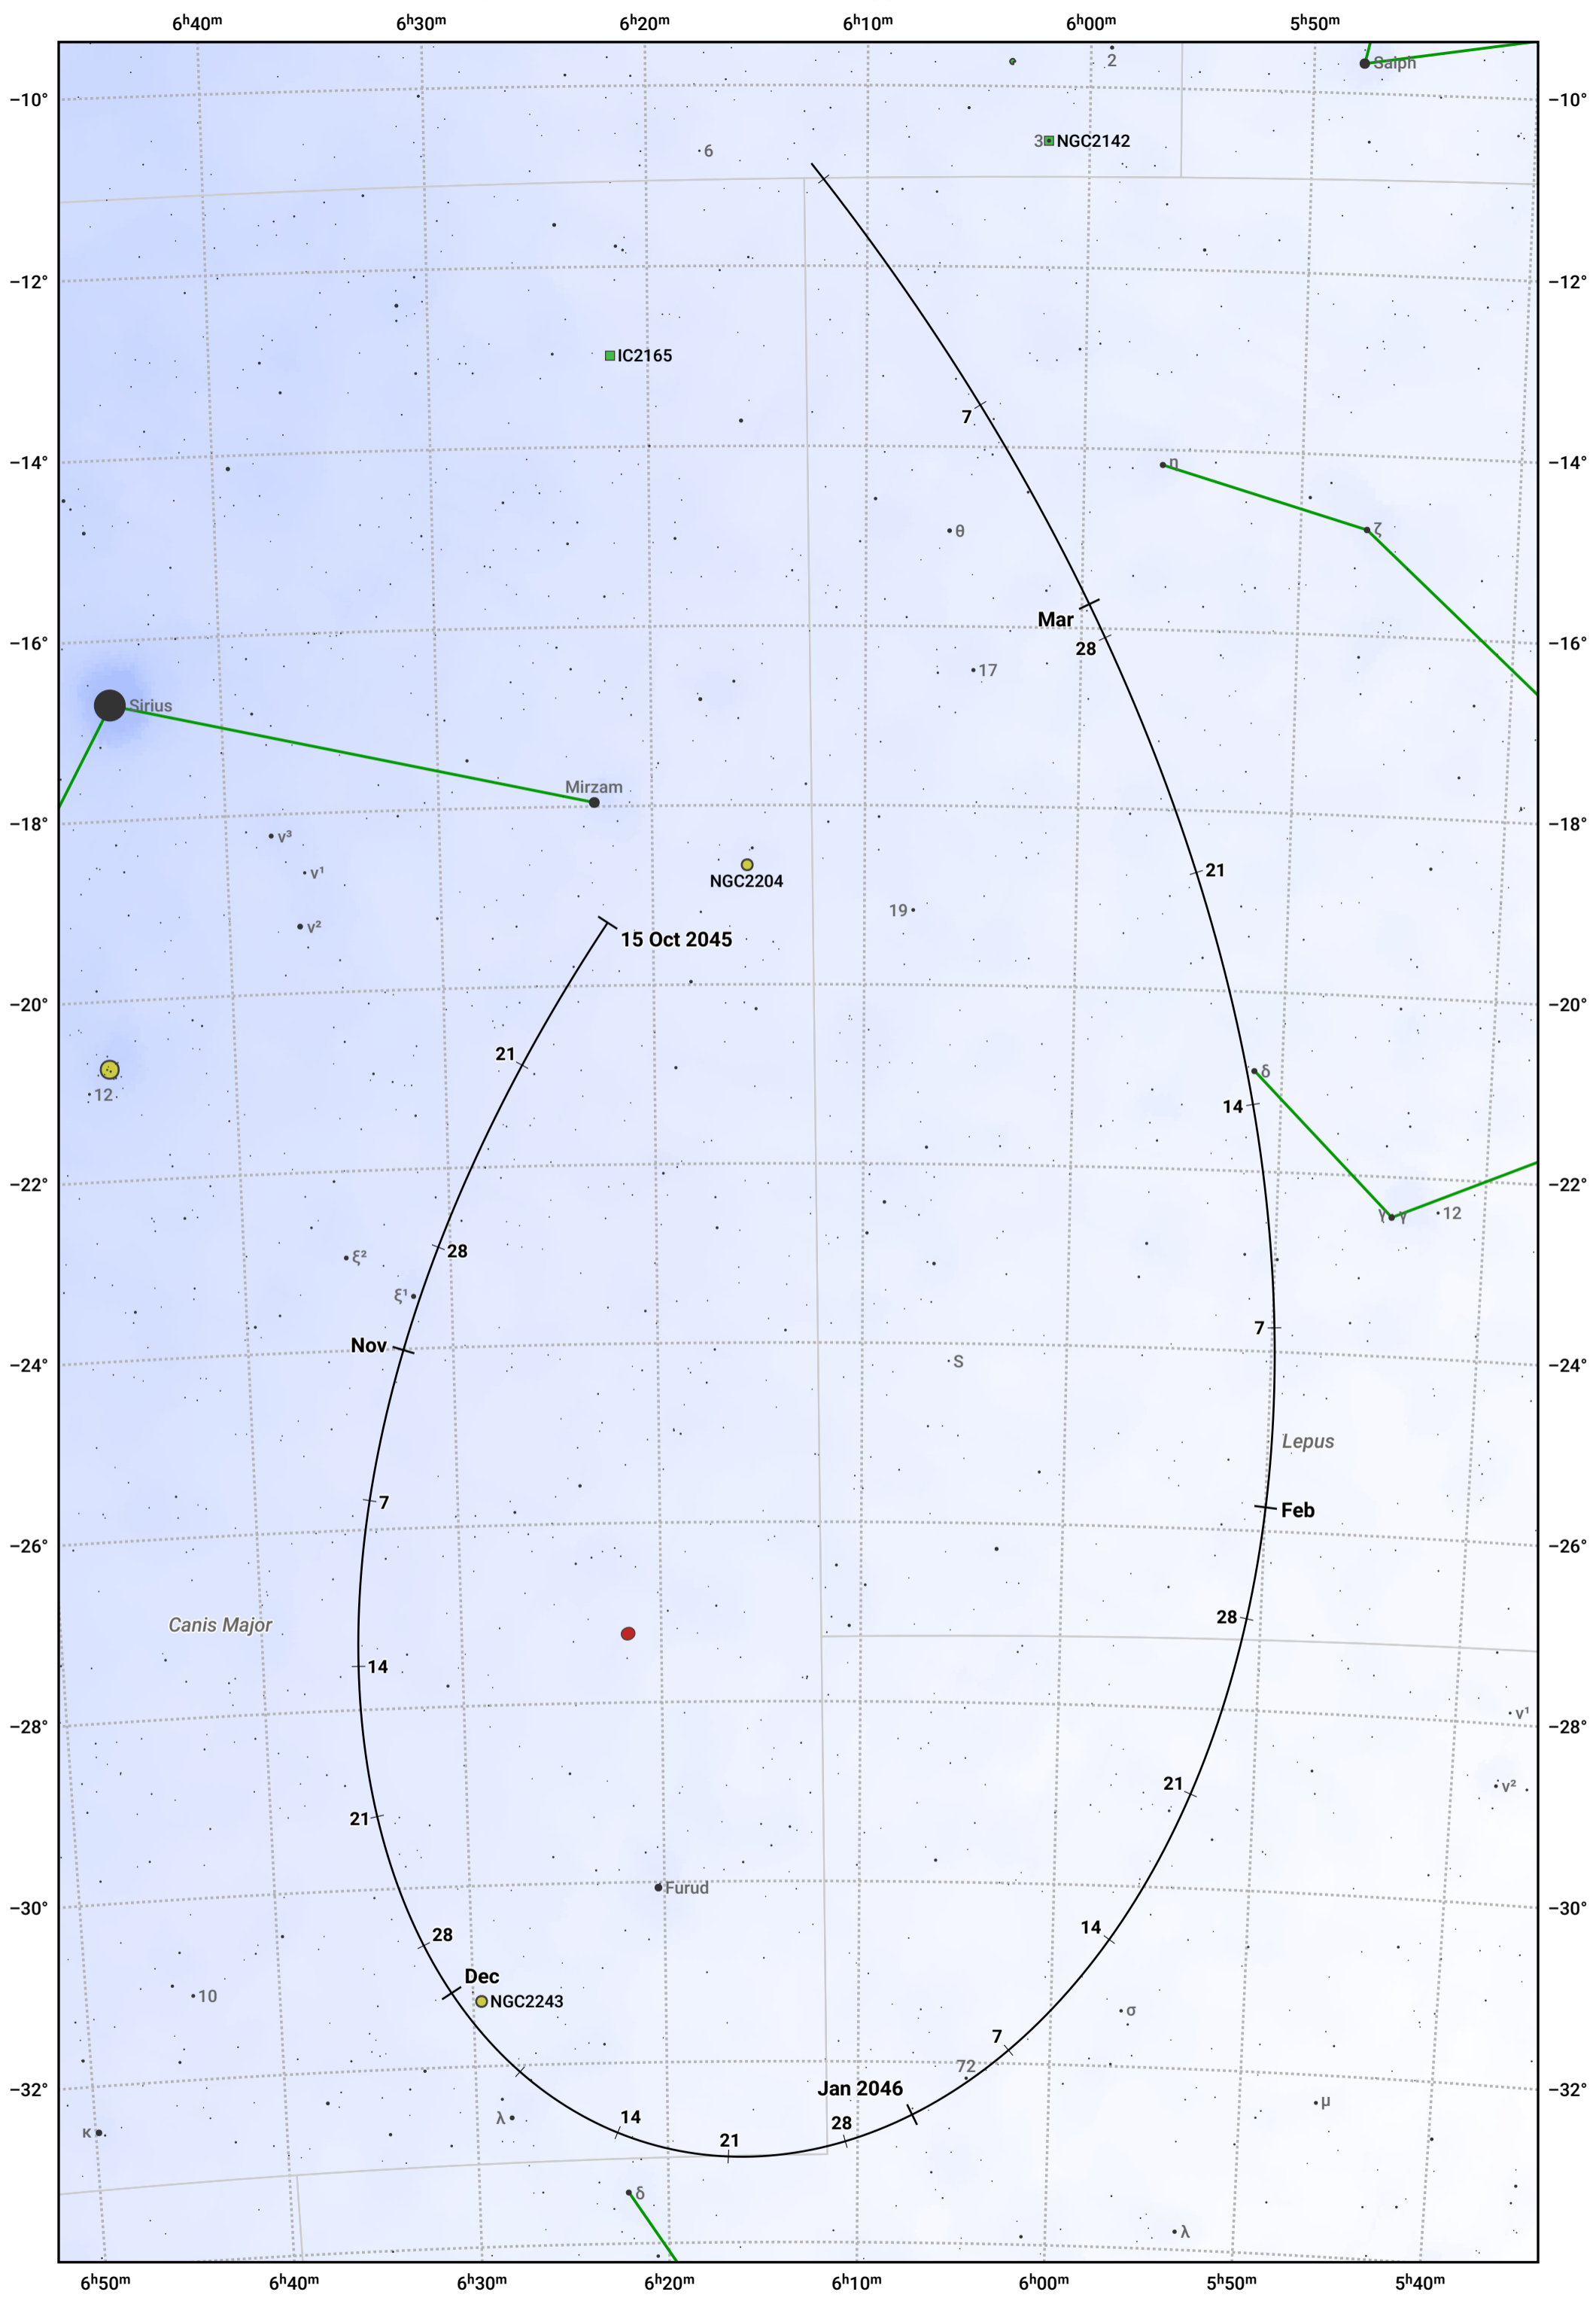 6ʰ40ᵐ 6ʰ30ᵐ 6ʰ20ᵐ 6ʰ10ᵐ 6ʰ00ᵐ 5ʰ50ᵐ
2
Saiph
−10° −10°
3 NGC2142
6
−12° −12°
IC2165
7
−14° −14°
η
ζ
θ
Mar
−16° −16°
28
17
Sirius
Mirzam
−18° −18°
ν³
ν¹
21
NGC2204
19
ν²
15 Oct 2045
−20° −20°
21
δ
12
14
−22° −22°
γ γ 12
28
ξ²
ξ¹
7
Nov
S
−24° −24°
Lepus
7
Feb
−26° −26°
28
Canis Major
14
ν¹
−28° −28°
21
ν²
21
Furud
−30° −30°
14
28
Dec
10
NGC2243
σ
7
72
Jan 2046
−32° −32°
μ
λ
14
28
κ
21
δ
λ
6ʰ50ᵐ 6ʰ40ᵐ 6ʰ30ᵐ 6ʰ20ᵐ 6ʰ10ᵐ 6ʰ00ᵐ 5ʰ50ᵐ 5ʰ40ᵐ